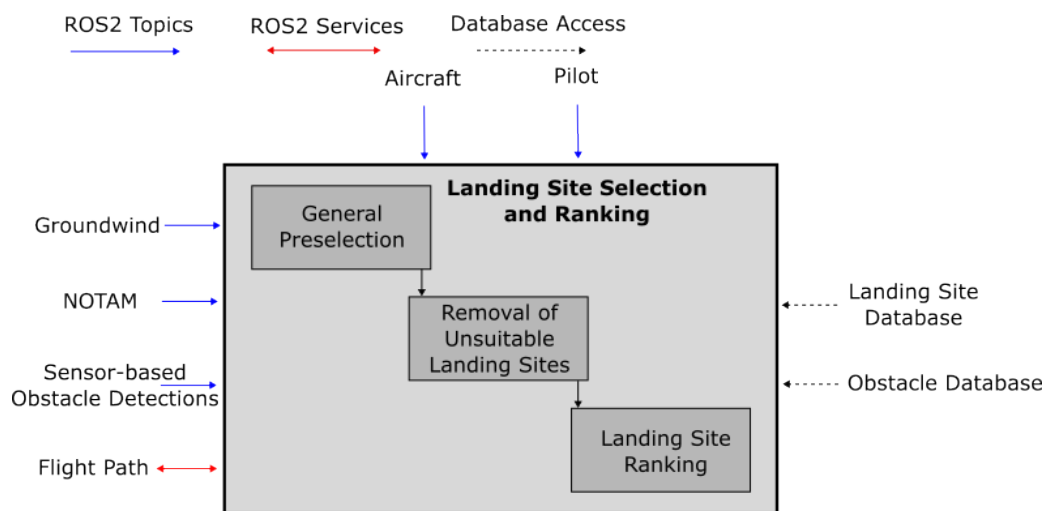 ROS2 Topics
ROS2 Services
Database Access
Aircraft
Pilot
Landing Site Selection
and Ranking
General
Preselection
Groundwind
NOTAM
Removal of
Unsuitable
Landing Sites
Landing Site
Database
Sensor-based
Obstacle Detections
Obstacle Database
Landing Site
Ranking
Flight Path